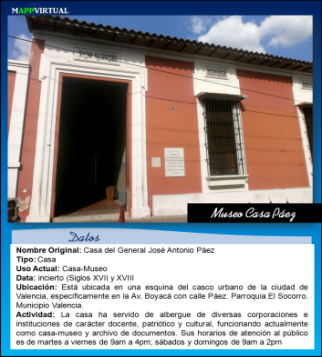 MAPPVIRTUAL
Museo Casa Páez
Datos
Nombre Original: Casa del General José Antonio Páez
Tipo: Casa
Uso Actual: Casa-Museo
Data: incierto (Siglos XVII y XVIII
Ubicación: Está ubicada en una esquina del casco urbano de la ciudad de
Valencia, específicamente en la Av. Boyacá con calle Páez. Parroquia El Socorro.
Municipio Valencia.
Actividad: La casa ha servido de albergue de diversas corporaciones e
instituciones de carácter docente, patriótico y cultural, funcionando actualmente
como casa-museo y archivo de documentos. Sus horarios de atención al público
es de martes a viernes de 9am a 4pm; sábados y domingos de 9am a 2pm